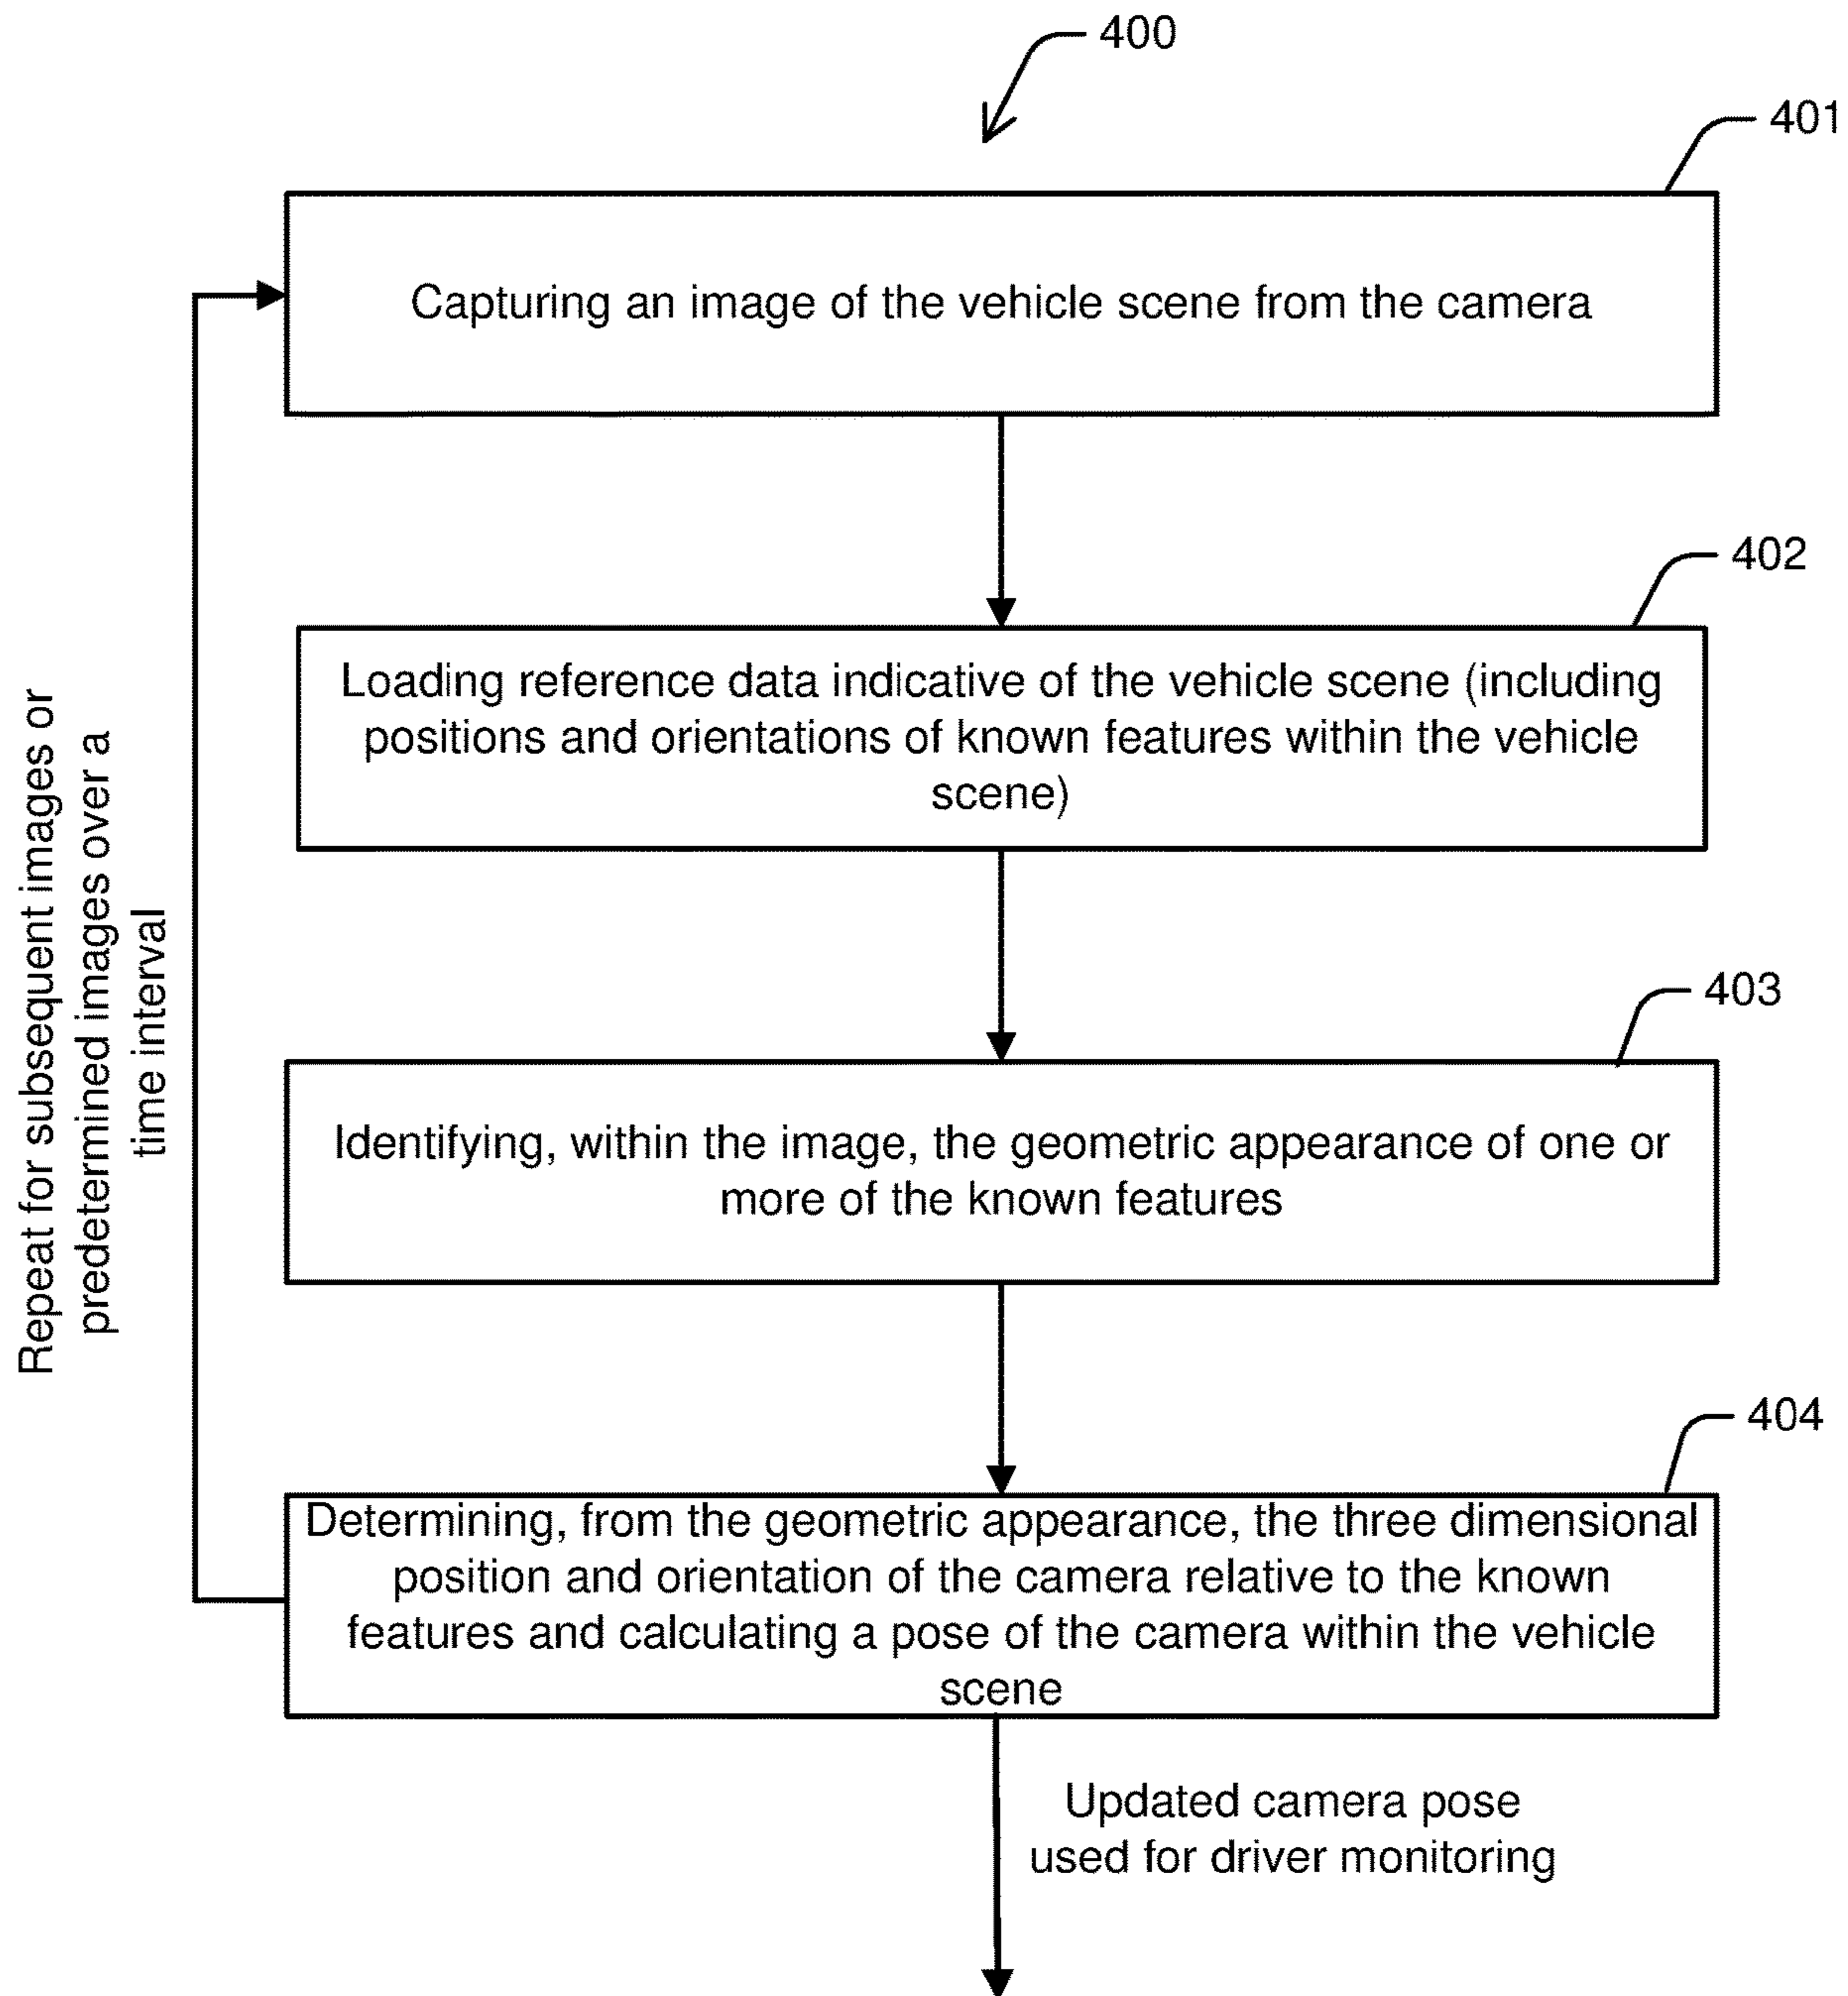 400
401
Capturing an image of the vehicle scene from the camera
402
Loading reference data indicative of the vehicle scene (including
positions and orientations of known features within the vehicle
scene)
403
Identifying, within the image, the geometric appearance of one or
more of the known features
404
Determining, from the geometric appearance, the three dimensional
position and orientation of the camera relative to the known
features and calculating a pose of the camera within the vehicle
scene
Repeat for subsequent images or
predetermined images over a
time interval
Updated camera pose
used for driver monitoring